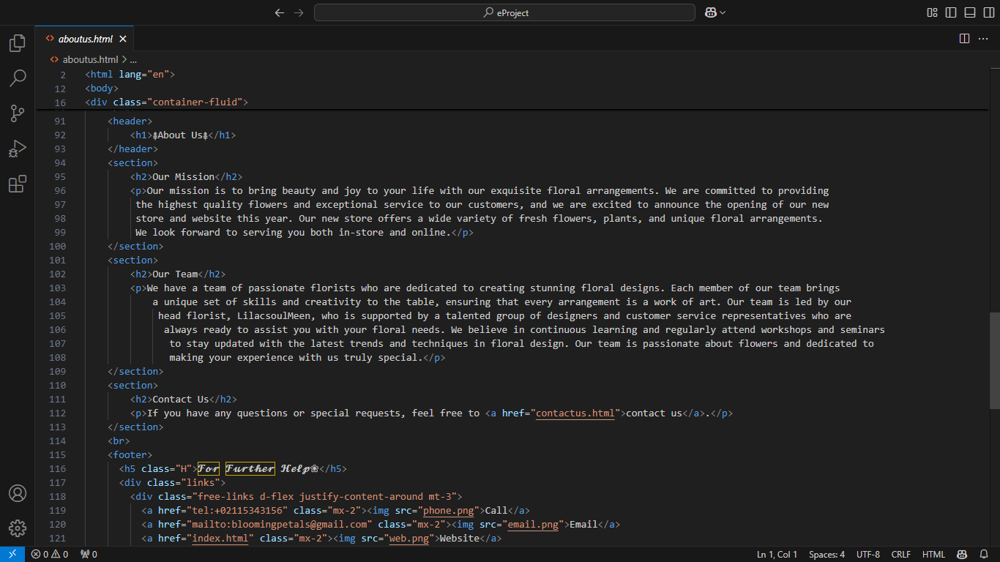 eProject
aboutus.html
aboutus.html > ...
2 <html lang="en">
12 <body>
16 <div class="container-fluid">
91 <header>
92 <h1>⇞About Us⇞</h1>
93 </header>
94 <section>
95 <h2>Our Mission</h2>
96 <p>Our mission is to bring beauty and joy to your life with our exquisite floral arrangements. We are committed to providing
97 the highest quality flowers and exceptional service to our customers, and we are excited to announce the opening of our new
98 store and website this year. Our new store offers a wide variety of fresh flowers, plants, and unique floral arrangements.
99 We look forward to serving you both in-store and online.</p>
100 </section>
101 <section>
102 <h2>Our Team</h2>
103 <p>We have a team of passionate florists who are dedicated to creating stunning floral designs. Each member of our team brings
104 a unique set of skills and creativity to the table, ensuring that every arrangement is a work of art. Our team is led by our
105 head florist, LilacsoulMeen, who is supported by a talented group of designers and customer service representatives who are
106 always ready to assist you with your floral needs. We believe in continuous learning and regularly attend workshops and seminars
107 to stay updated with the latest trends and techniques in floral design. Our team is passionate about flowers and dedicated to
108 making your experience with us truly special.</p>
109 </section>
110 <section>
111 <h2>Contact Us</h2>
112 <p>If you have any questions or special requests, feel free to <a href="contactus.html">contact us</a>.</p>
113 </section>
114 <br>
115 <footer>
116 <h5 class="H">𝓕𝓸𝓻 𝓕𝓾𝓻𝓽𝓱𝓮𝓻 𝓗𝓮𝓵𝓹❀</h5>
117 <div class="links">
118 <div class="free-links d-flex justify-content-around mt-3">
119 <a href="tel:+02115343156" class="mx-2"><img src="phone.png">Call</a>
120 <a href="mailto:bloomingpetals@gmail.com" class="mx-2"><img src="email.png">Email</a>
121 <a href="index.html" class="mx-2"><img src="web.png">Website</a>
0 0 0 Ln 1, Col 1 Spaces: 4 UTF-8 CRLF HTML